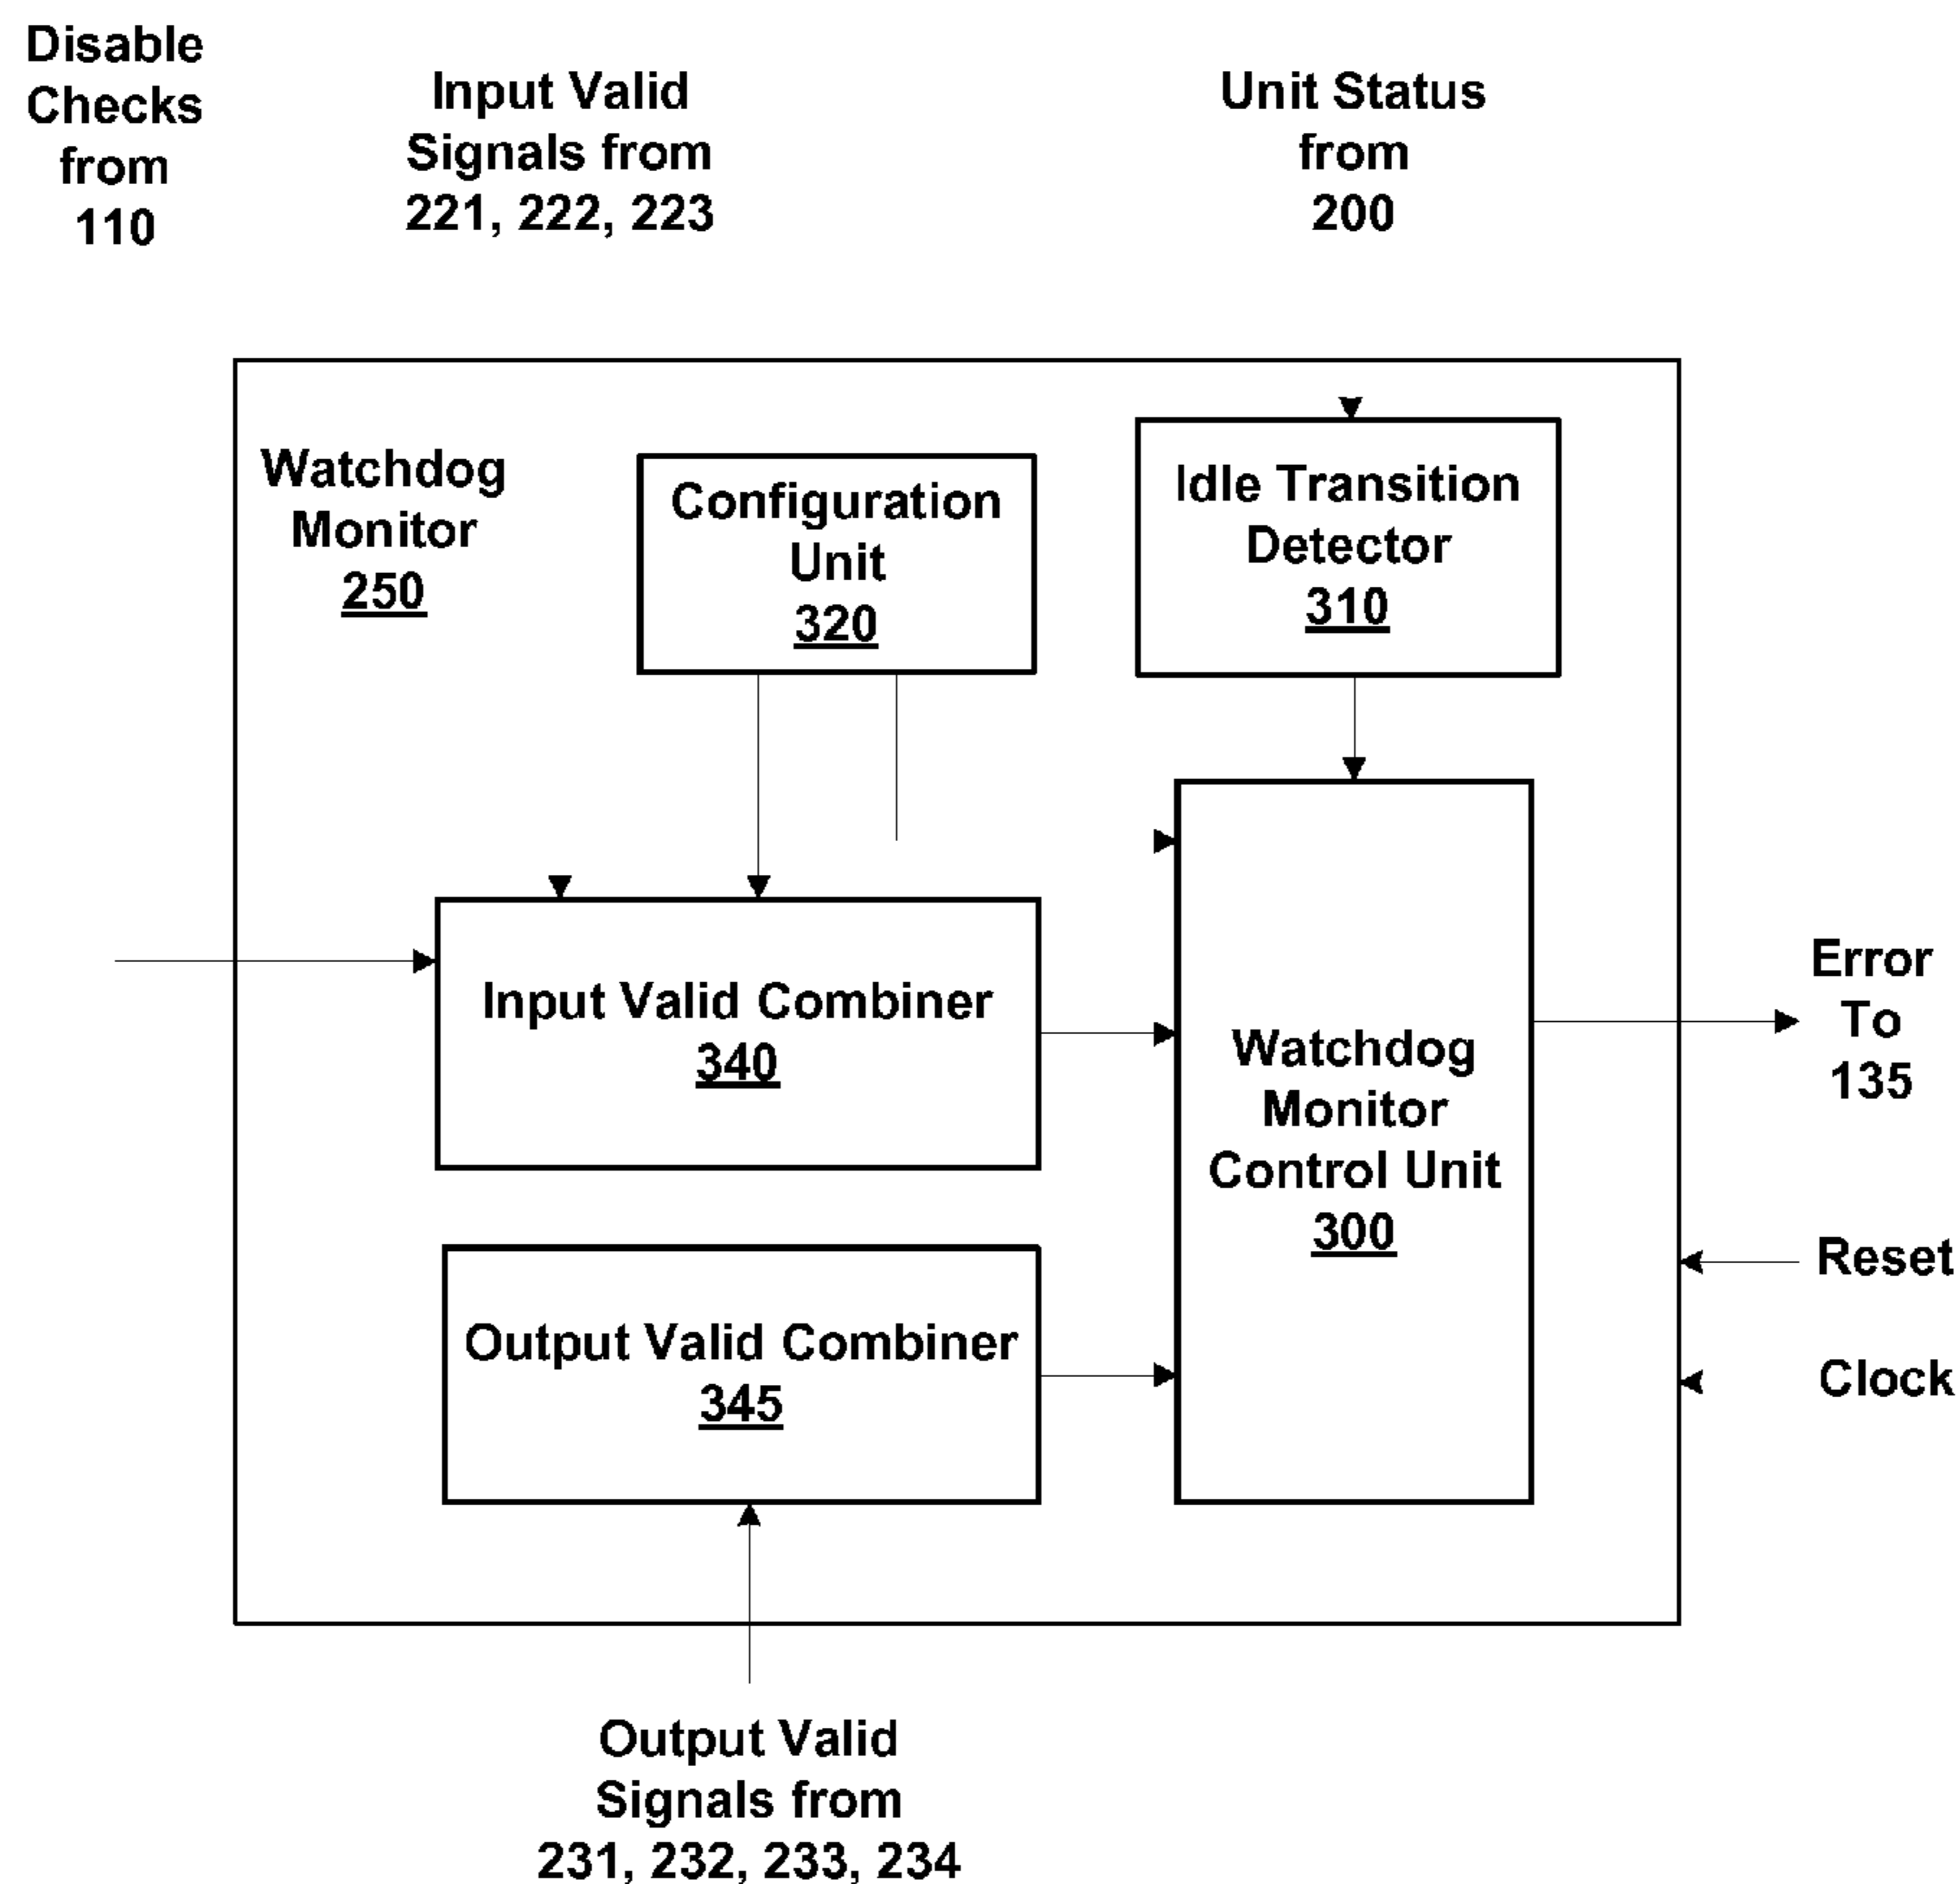 Disable
Checks
from
110
Input Valid
Signals from
221, 222, 223
Unit Status
from
200
Watchdog
Monitor
250
Configuration
Unit
320
Idle Transition
Detector
310
Input Valid Combiner
340
Watchdog
Monitor
Control Unit
300
Error
To
135
Reset
Clock
Output Valid Combiner
345
Output Valid
Signals from
231, 232, 233, 234